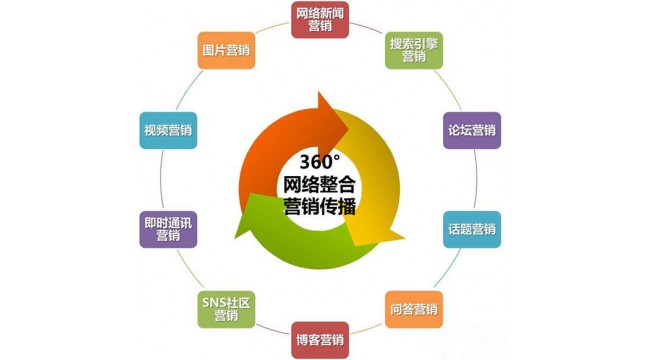 网络新闻
营销
搜索引擎
营销
论坛营销
话题营销
问答营销
博客营销
SNS社区
营销
即时通讯
营销
视频营销
图片营销
360°
网络整合
营销传播